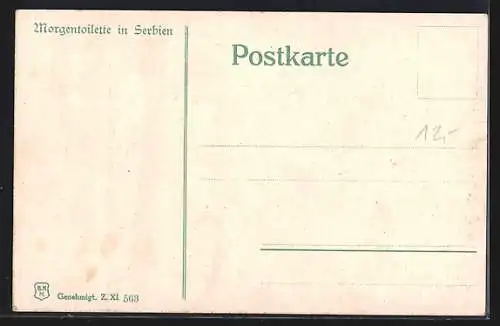 Morgentoilette in Serbien
Postkarte
12,-
Genehmigt. Z. XI. 563